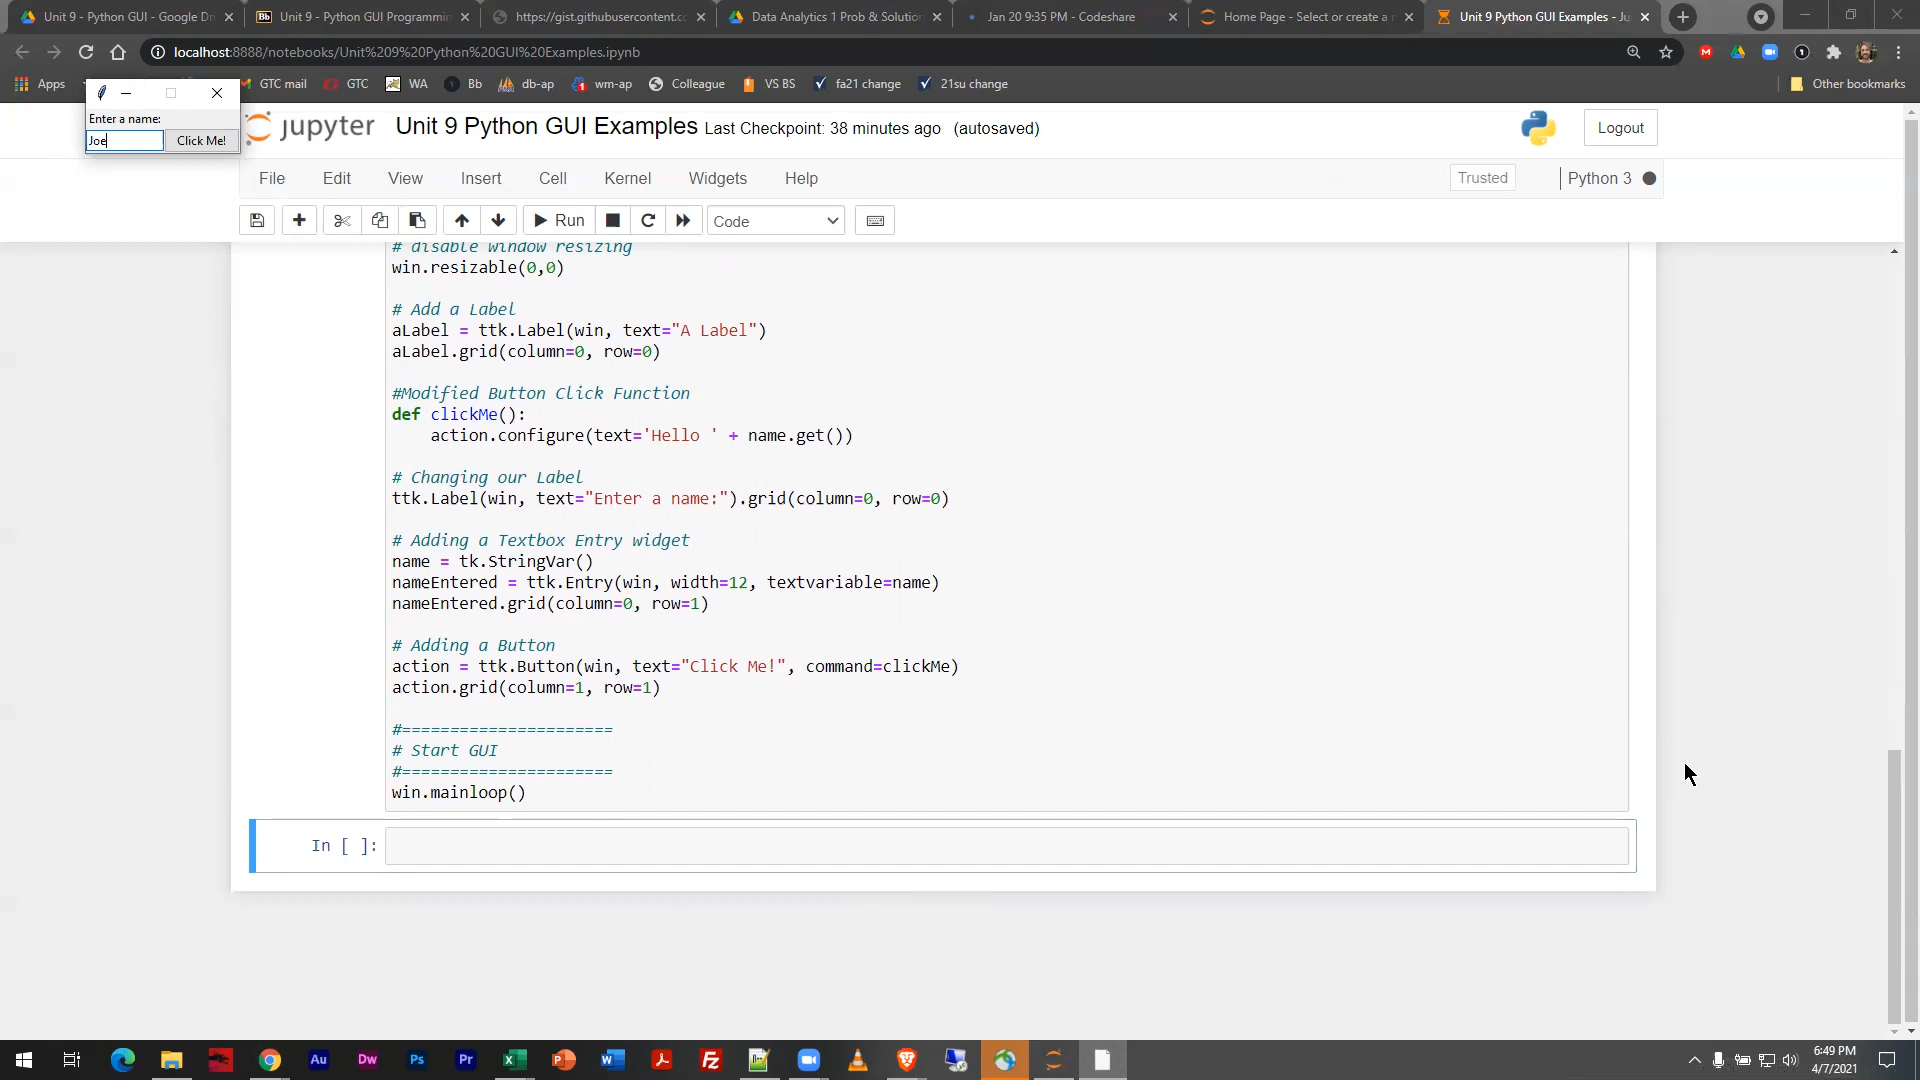 Unit 9 - Python GUI - Google Dr
Unit 9 - Python GUI Programmin
https://gist.githubusercontent.c
Data Analytics 1 Prob & Solution
Jan 20 9:35 PM - Codeshare
Home Page - Select or create a n
Unit 9 Python GUI Examples - Ju
localhost:8888/notebooks/Unit%209%20Python%20GUI%20Examples.ipynb
Apps
GTC mail
GTC
WA
Bb
db-ap
wm-ap
Colleague
VS BS
fa21 change
21su change
Other bookmarks
Enter a name:
Joe
Click Me!
jupyter
Unit 9 Python GUI Examples Last Checkpoint: 38 minutes ago (autosaved)
Logout
File Edit View Insert Cell Kernel Widgets Help
Trusted
Python 3
Run
Code
# disable window resizing
win.resizable(0,0)
# Add a Label
aLabel = ttk.Label(win, text="A Label")
aLabel.grid(column=0, row=0)
#Modified Button Click Function
def clickMe():
    action.configure(text='Hello ' + name.get())
# Changing our Label
ttk.Label(win, text="Enter a name:").grid(column=0, row=0)
# Adding a Textbox Entry widget
name = tk.StringVar()
nameEntered = ttk.Entry(win, width=12, textvariable=name)
nameEntered.grid(column=0, row=1)
# Adding a Button
action = ttk.Button(win, text="Click Me!", command=clickMe)
action.grid(column=1, row=1)
#======================
# Start GUI
#======================
win.mainloop()
In [ ]:
Au
Dw
Ps
Pr
6:49 PM
4/7/2021